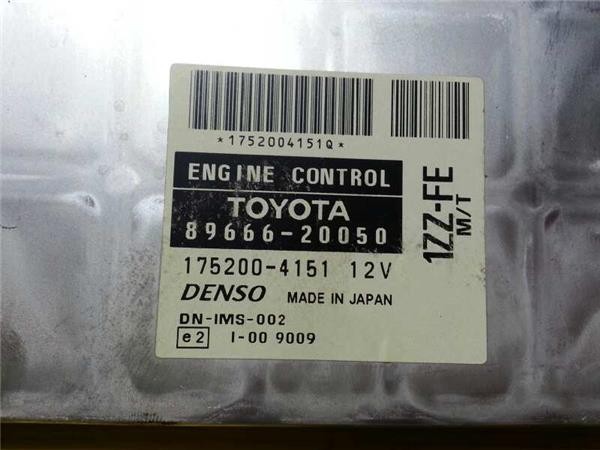 *1752004151Q*
ENGINE CONTROL
TOYOTA
89666-20050
175200-4151 12V
DENSO MADE IN JAPAN
DN-IMS-002
e2 I-00 9009
1ZZ-FE
M/T